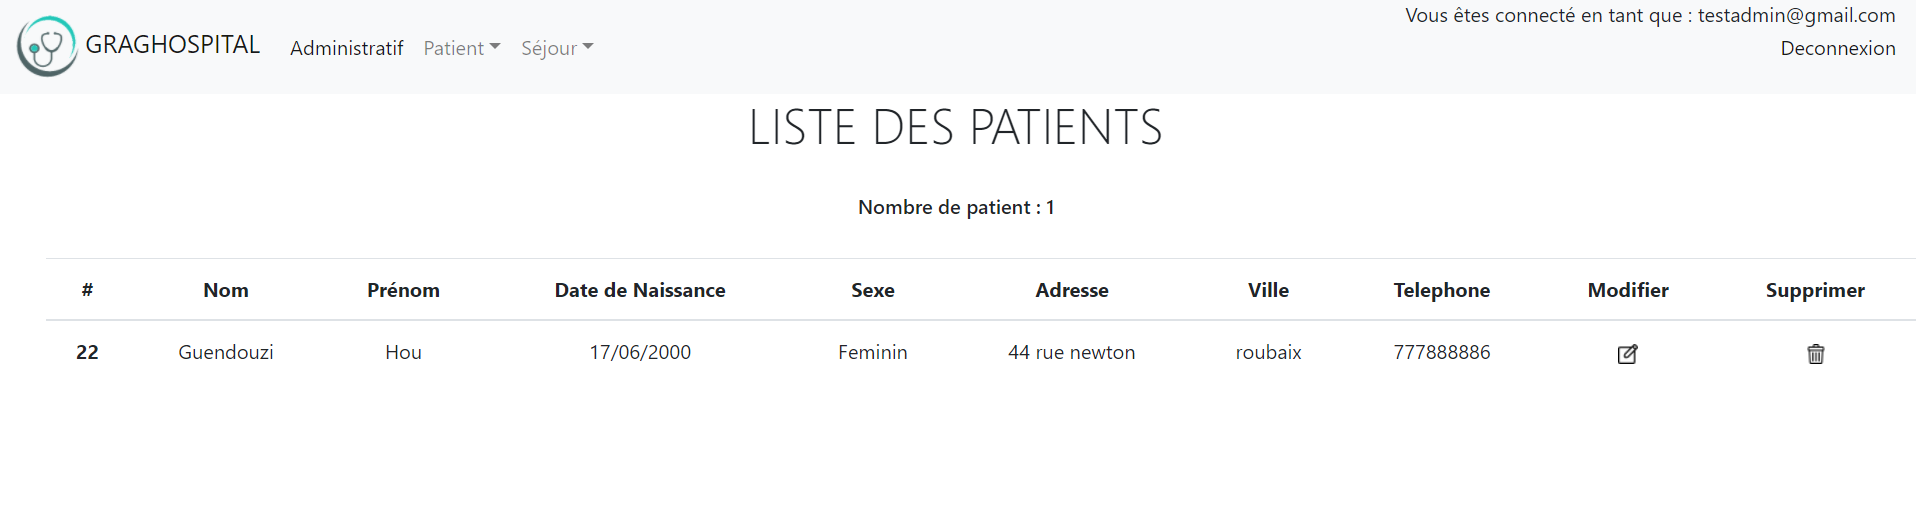 Vous êtes connecté en tant que : testadmin@gmail.com
GRAGHOSPITAL Administratif Patient Séjour Deconnexion
LISTE DES PATIENTS
Nombre de patient : 1
# Nom Prénom Date de Naissance Sexe Adresse Ville Telephone Modifier Supprimer
22 Guendouzi Hou 17/06/2000 Feminin 44 rue newton roubaix 777888886